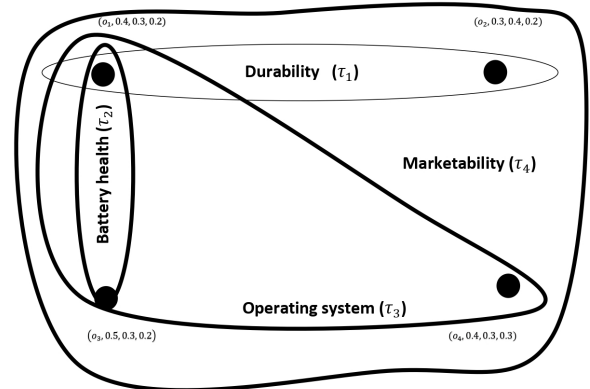 (𝑜₁, 0.4, 0.3, 0.2)
(𝑜₂, 0.3, 0.4, 0.2)
Durability (𝜏₁)
Battery health (𝜏₂)
Marketability (𝜏₄)
Operating system (𝜏₃)
(𝑜₃, 0.5, 0.3, 0.2)
(𝑜₄, 0.4, 0.3, 0.3)